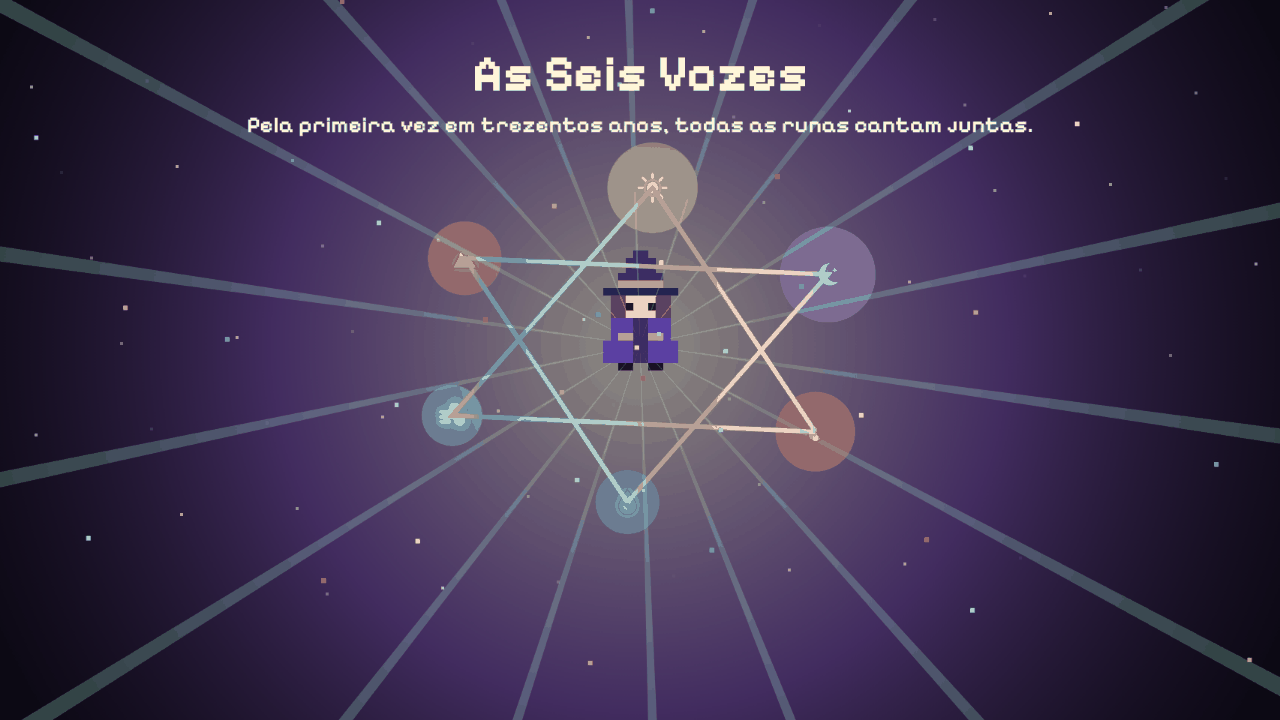 As Seis Vozes
Pela primeira vez em trezentos anos, todas as runas cantam juntas.